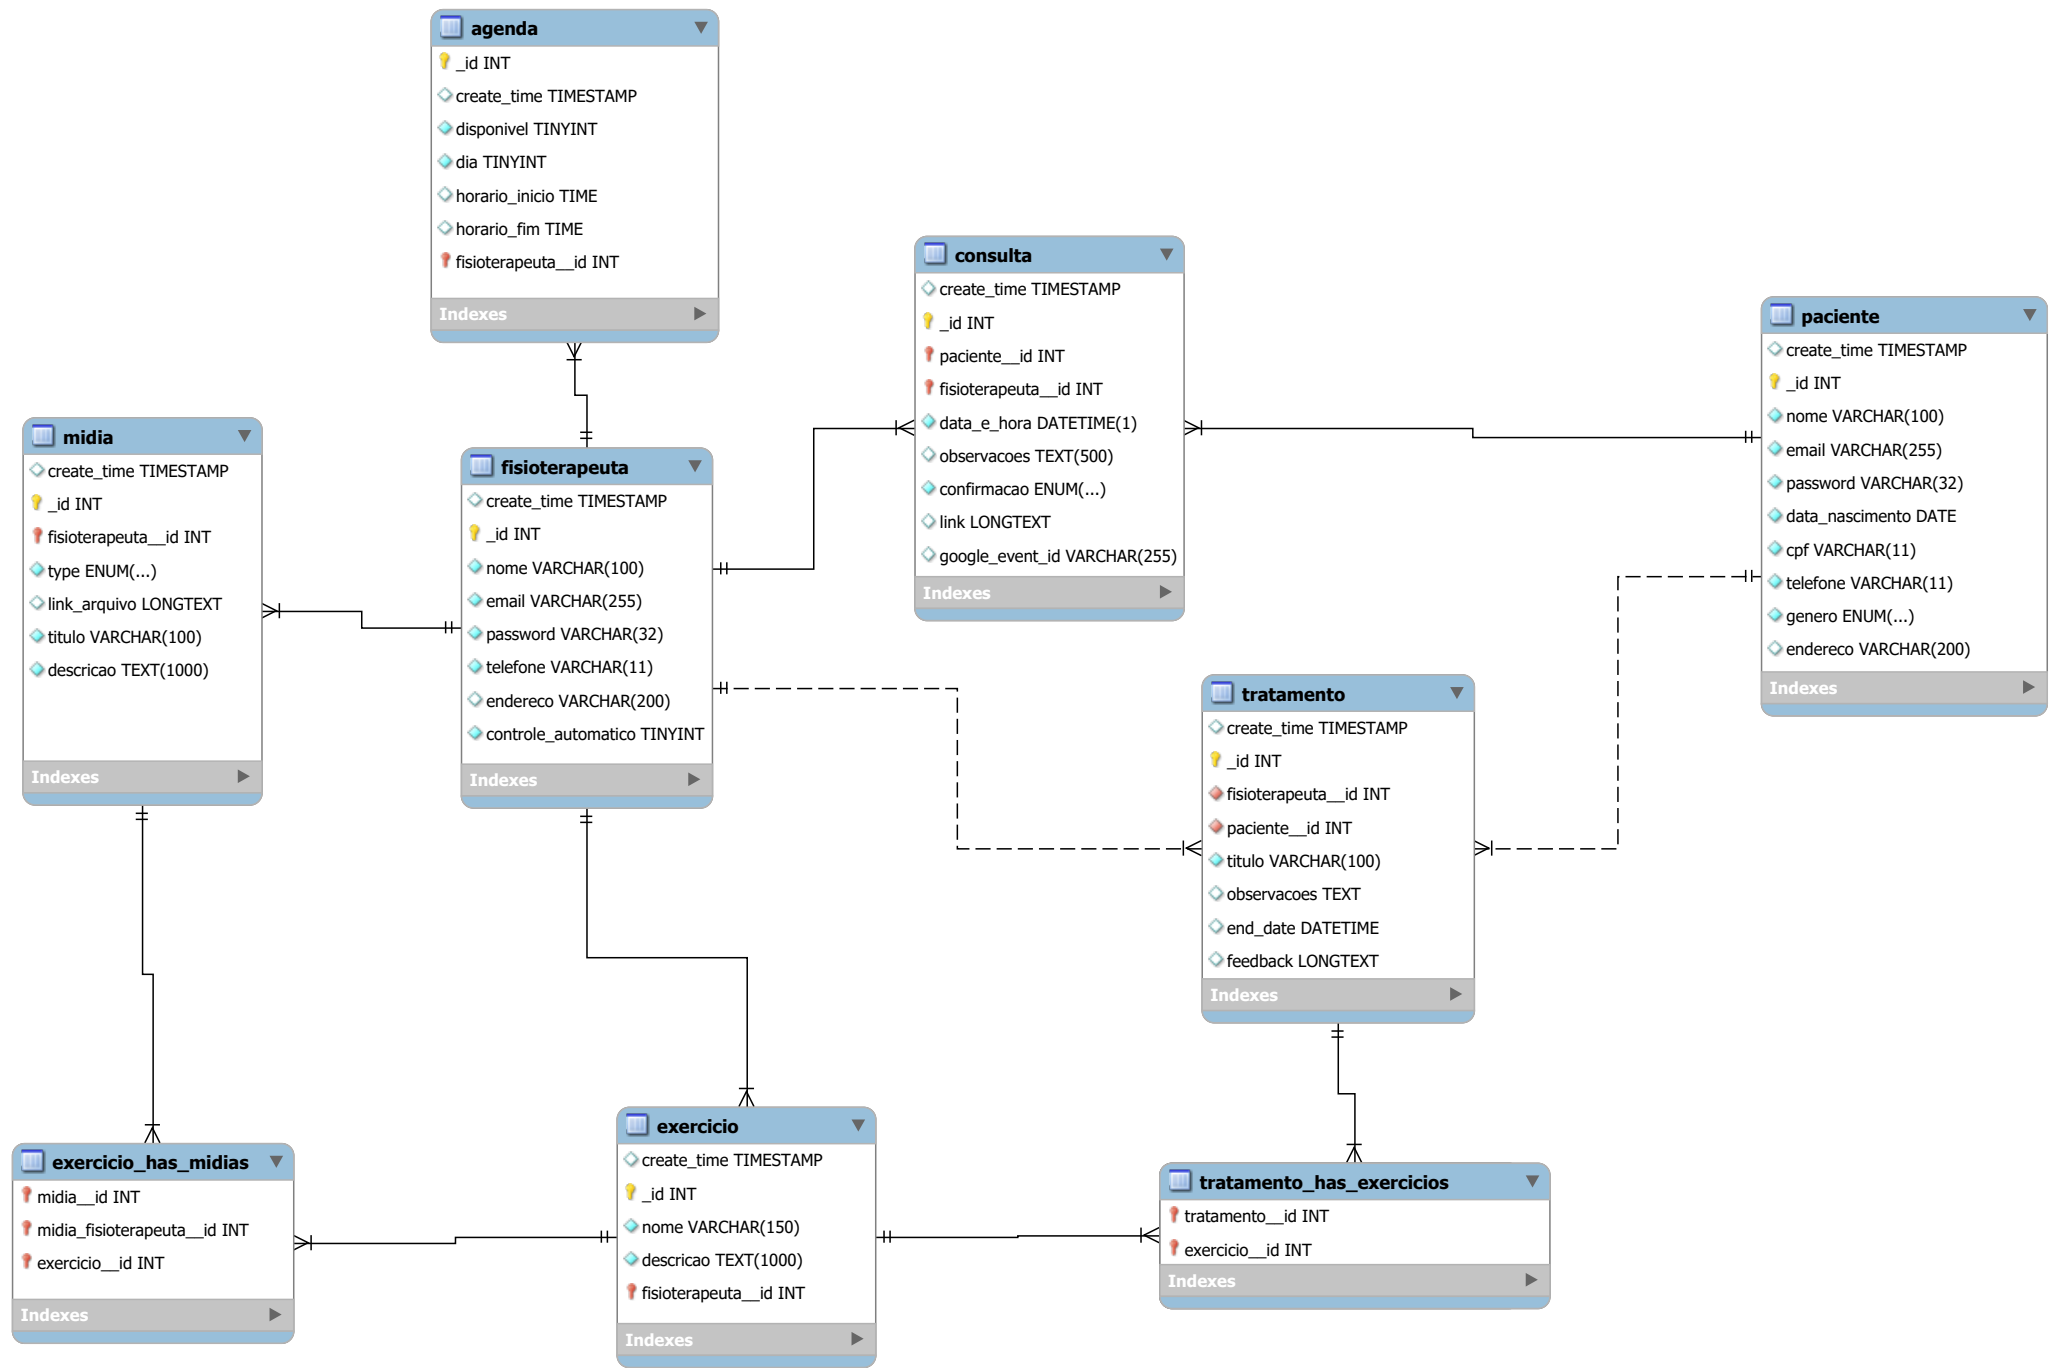 agenda
_id INT
create_time TIMESTAMP
disponivel TINYINT
dia TINYINT
horario_inicio TIME
horario_fim TIME
fisioterapeuta__id INT
Indexes
consulta
create_time TIMESTAMP
_id INT
paciente__id INT
fisioterapeuta__id INT
data_e_hora DATETIME(1)
observacoes TEXT(500)
confirmacao ENUM(...)
link LONGTEXT
google_event_id VARCHAR(255)
Indexes
paciente
create_time TIMESTAMP
_id INT
nome VARCHAR(100)
email VARCHAR(255)
password VARCHAR(32)
data_nascimento DATE
cpf VARCHAR(11)
telefone VARCHAR(11)
genero ENUM(...)
endereco VARCHAR(200)
Indexes
midia
create_time TIMESTAMP
_id INT
fisioterapeuta__id INT
type ENUM(...)
link_arquivo LONGTEXT
titulo VARCHAR(100)
descricao TEXT(1000)
Indexes
fisioterapeuta
create_time TIMESTAMP
_id INT
nome VARCHAR(100)
email VARCHAR(255)
password VARCHAR(32)
telefone VARCHAR(11)
endereco VARCHAR(200)
controle_automatico TINYINT
Indexes
tratamento
create_time TIMESTAMP
_id INT
fisioterapeuta__id INT
paciente__id INT
titulo VARCHAR(100)
observacoes TEXT
end_date DATETIME
feedback LONGTEXT
Indexes
exercicio_has_midias
midia__id INT
midia_fisioterapeuta__id INT
exercicio__id INT
Indexes
exercicio
create_time TIMESTAMP
_id INT
nome VARCHAR(150)
descricao TEXT(1000)
fisioterapeuta__id INT
Indexes
tratamento_has_exercicios
tratamento__id INT
exercicio__id INT
Indexes